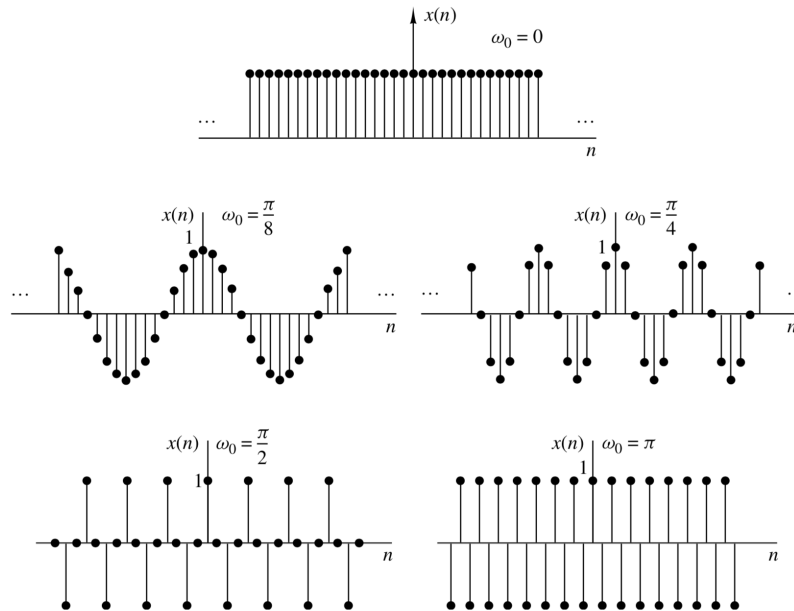 x(n)
ω₀ = 0
... ...
n
x(n) ω₀ = π/8
1
... ...
n
x(n) ω₀ = π/4
1
... ..
n
x(n) ω₀ = π/2
1
n
x(n) ω₀ = π
1
n